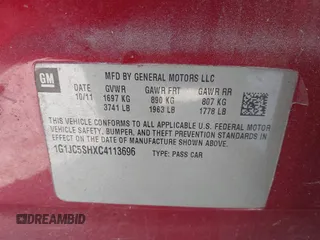 GM
MFD BY GENERAL MOTORS LLC
DATE GVWR GAWR FRT GAWR RR
10/11 1697 KG 890 KG 807 KG
3741 LB 1963 LB 1778 LB
THIS VEHICLE CONFORMS TO ALL APPLICABLE U.S. FEDERAL MOTOR
VEHICLE SAFETY, BUMPER, AND THEFT PREVENTION STANDARDS
IN EFFECT ON THE DATE OF MANUFACTURE SHOWN ABOVE.
1G1JC5SHXC4113696 TYPE: PASS CAR
DREAMBID